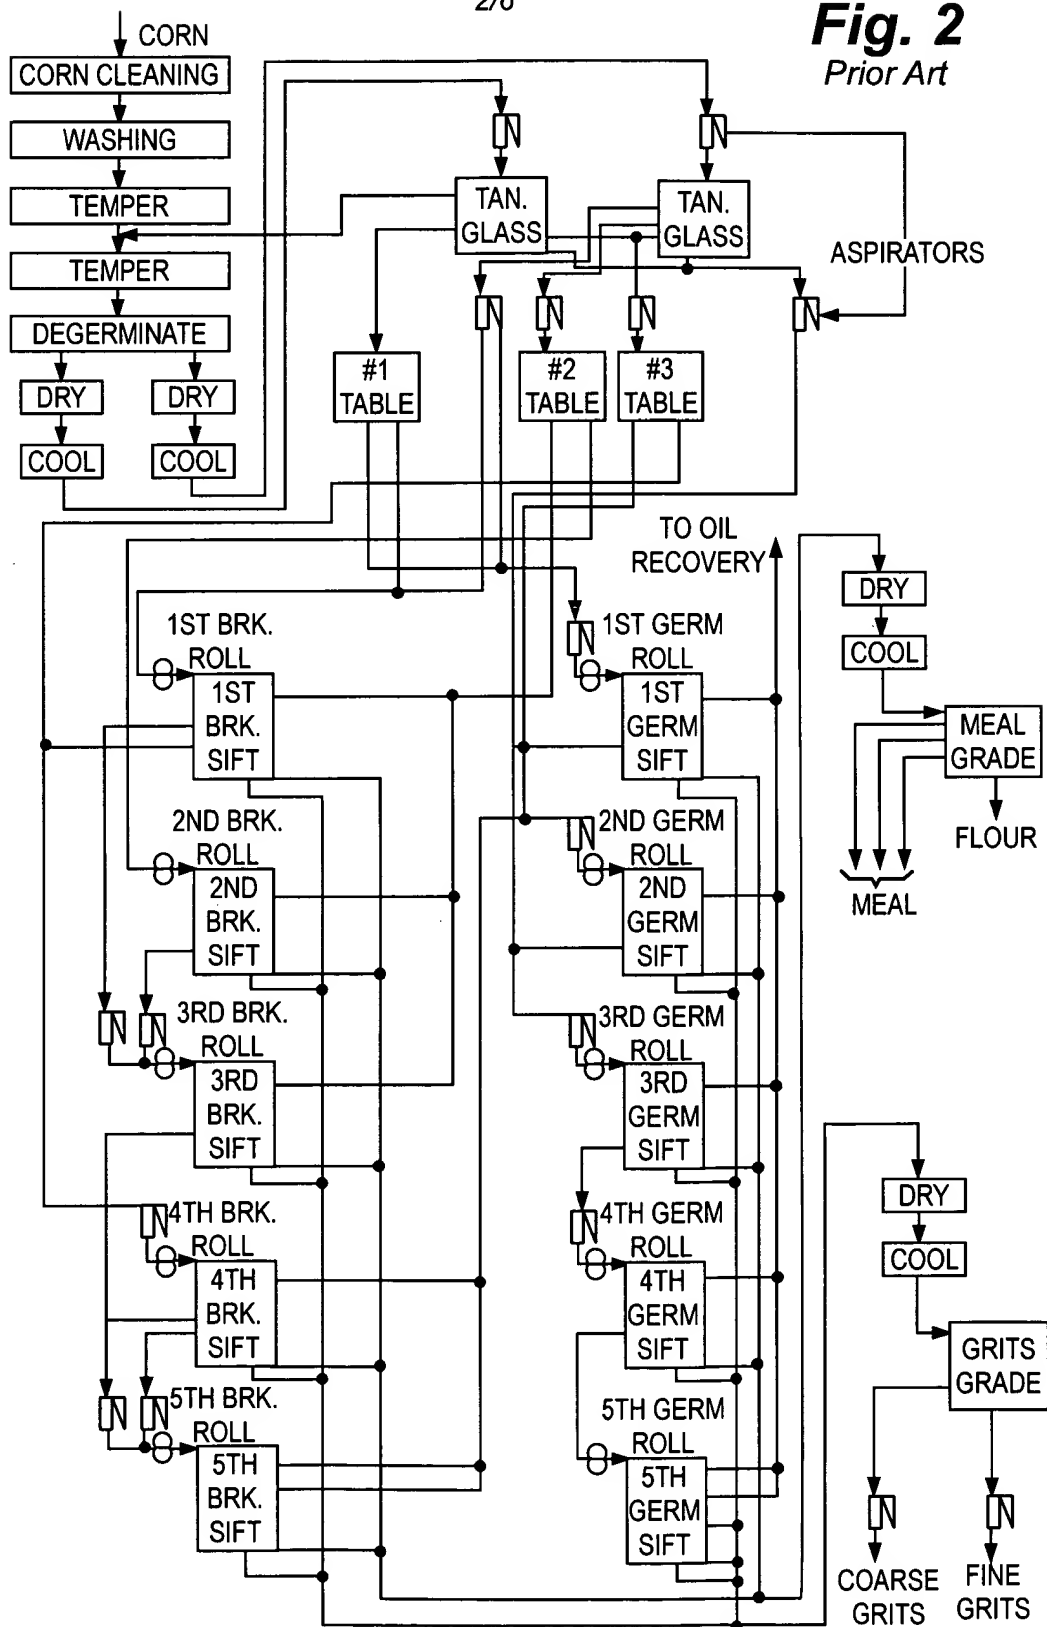 2/6
Fig. 2
Prior Art
CORN
CORN CLEANING
WASHING
TEMPER
TEMPER
DEGERMINATE
DRY
DRY
COOL
COOL
TAN.
GLASS
TAN.
GLASS
ASPIRATORS
#1
TABLE
#2
TABLE
#3
TABLE
TO OIL
RECOVERY
DRY
COOL
MEAL
GRADE
FLOUR
MEAL
1ST BRK.
ROLL
1ST
BRK.
SIFT
1ST GERM
ROLL
1ST
GERM
SIFT
2ND BRK.
ROLL
2ND
BRK.
SIFT
2ND GERM
ROLL
2ND
GERM
SIFT
3RD BRK.
ROLL
3RD
BRK.
SIFT
3RD GERM
ROLL
3RD
GERM
SIFT
4TH BRK.
ROLL
4TH
BRK.
SIFT
4TH GERM
ROLL
4TH
GERM
SIFT
5TH BRK.
ROLL
5TH
BRK.
SIFT
5TH GERM
ROLL
5TH
GERM
SIFT
DRY
COOL
GRITS
GRADE
COARSE
GRITS
FINE
GRITS